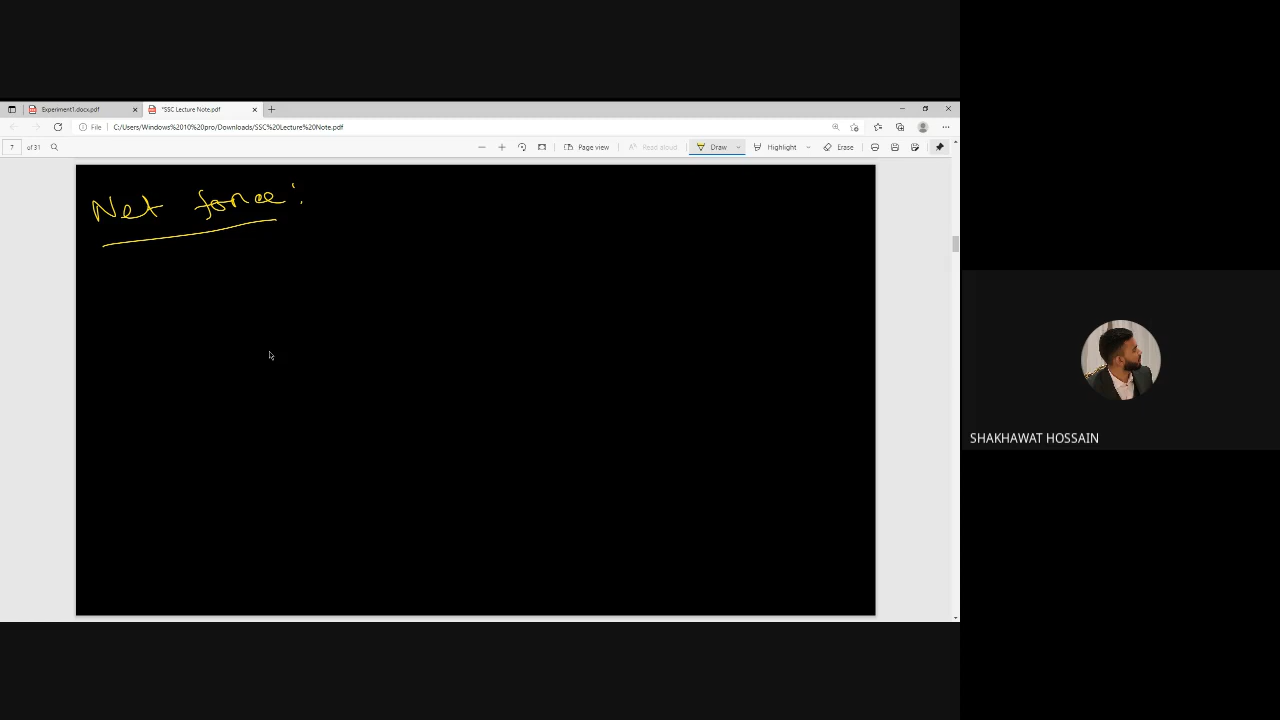 Experiment1.docx.pdf
*SSC Lecture Note.pdf
File
C:/Users/Windows%2010%20pro/Downloads/SSC%20Lecture%20Note.pdf
7 of 31
Page view
Read aloud
Draw
Highlight
Erase
Net force:
SHAKHAWAT HOSSAIN